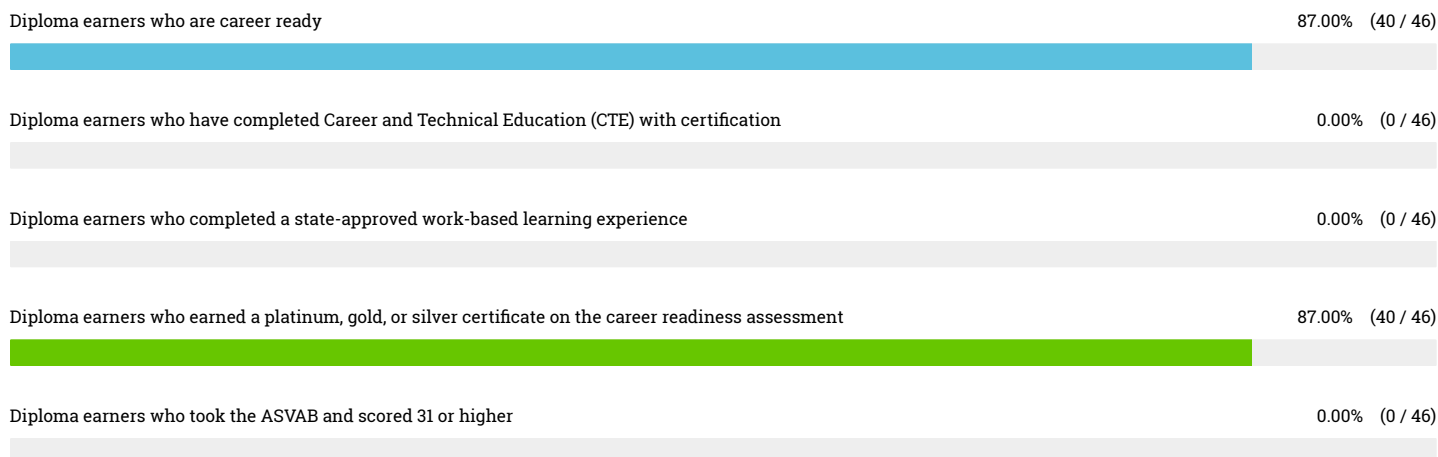 Diploma earners who are career ready 87.00% (40 / 46)
Diploma earners who have completed Career and Technical Education (CTE) with certification 0.00% (0 / 46)
Diploma earners who completed a state-approved work-based learning experience 0.00% (0 / 46)
Diploma earners who earned a platinum, gold, or silver certificate on the career readiness assessment 87.00% (40 / 46)
Diploma earners who took the ASVAB and scored 31 or higher 0.00% (0 / 46)